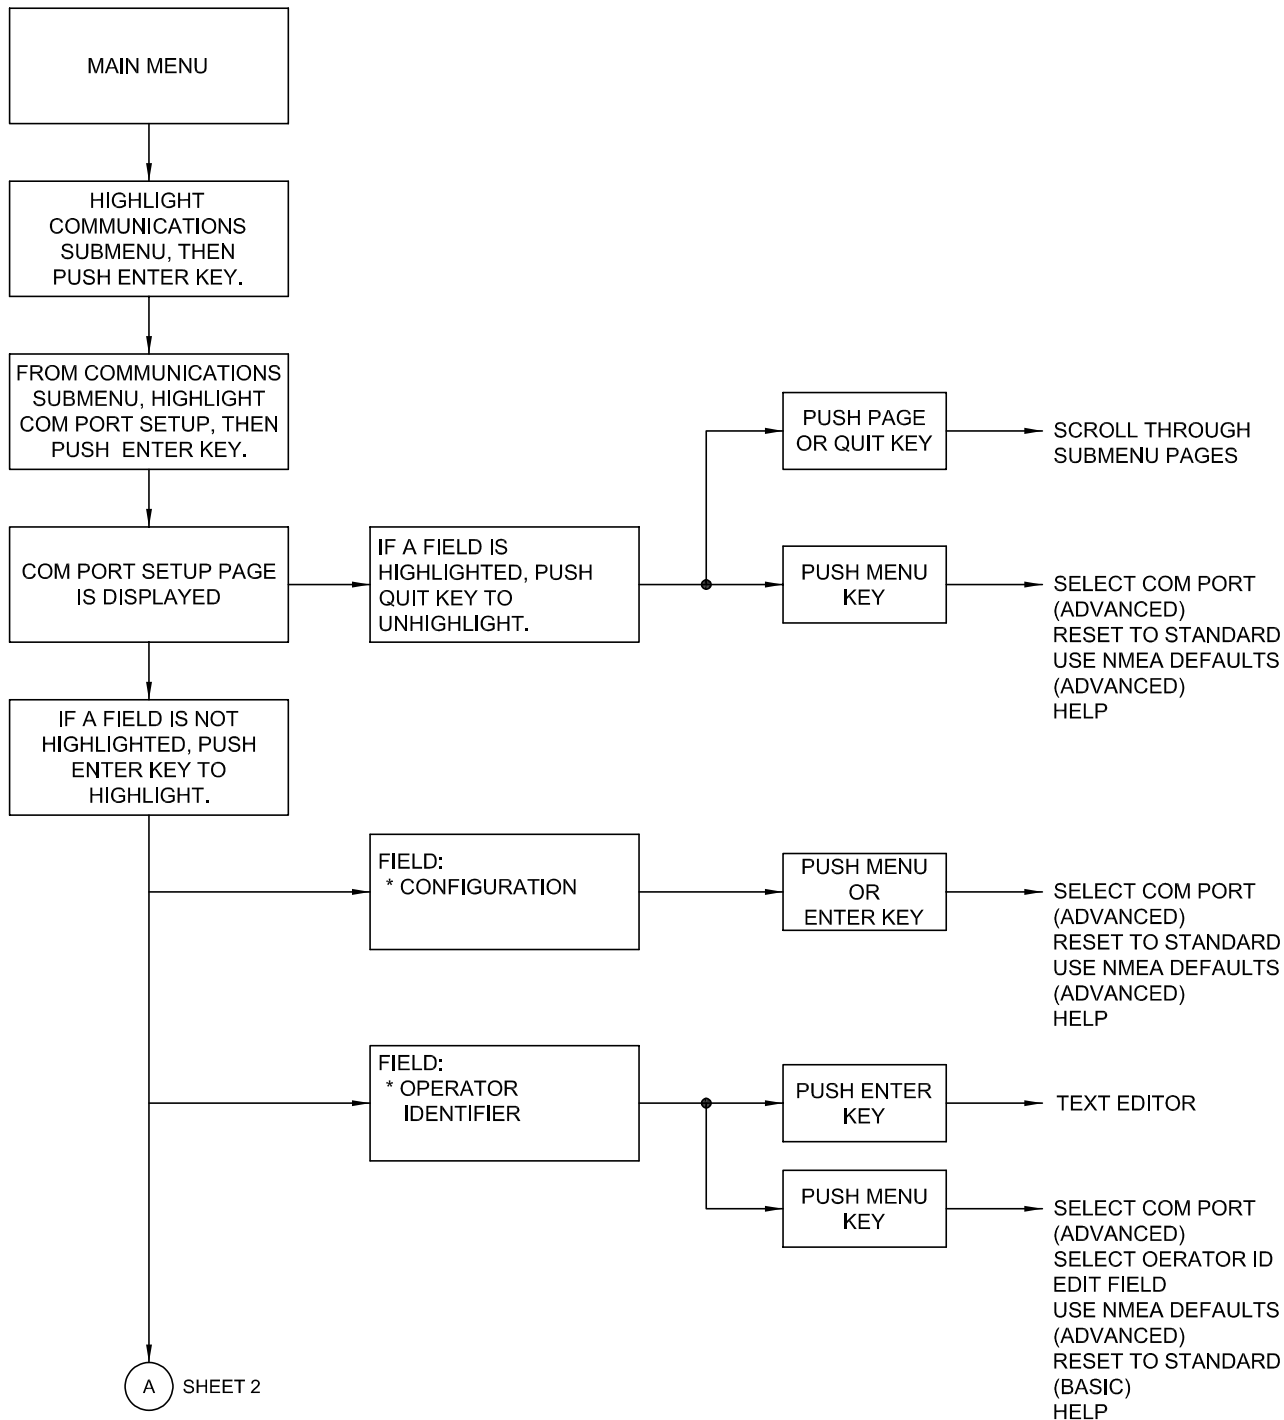 MAIN MENU
HIGHLIGHT
COMMUNICATIONS
SUBMENU, THEN
PUSH ENTER KEY.
FROM COMMUNICATIONS
SUBMENU, HIGHLIGHT
COM PORT SETUP, THEN
PUSH ENTER KEY.
COM PORT SETUP PAGE
IS DISPLAYED
IF A FIELD IS
HIGHLIGHTED, PUSH
QUIT KEY TO
UNHIGHLIGHT.
PUSH PAGE
OR QUIT KEY
SCROLL THROUGH
SUBMENU PAGES
PUSH MENU
KEY
SELECT COM PORT
(ADVANCED)
RESET TO STANDARD
USE NMEA DEFAULTS
(ADVANCED)
HELP
IF A FIELD IS NOT
HIGHLIGHTED, PUSH
ENTER KEY TO
HIGHLIGHT.
FIELD:
* CONFIGURATION
PUSH MENU
OR
ENTER KEY
SELECT COM PORT
(ADVANCED)
RESET TO STANDARD
USE NMEA DEFAULTS
(ADVANCED)
HELP
FIELD:
* OPERATOR
IDENTIFIER
PUSH ENTER
KEY
TEXT EDITOR
PUSH MENU
KEY
SELECT COM PORT
(ADVANCED)
SELECT OERATOR ID
EDIT FIELD
USE NMEA DEFAULTS
(ADVANCED)
RESET TO STANDARD
(BASIC)
HELP
A SHEET 2